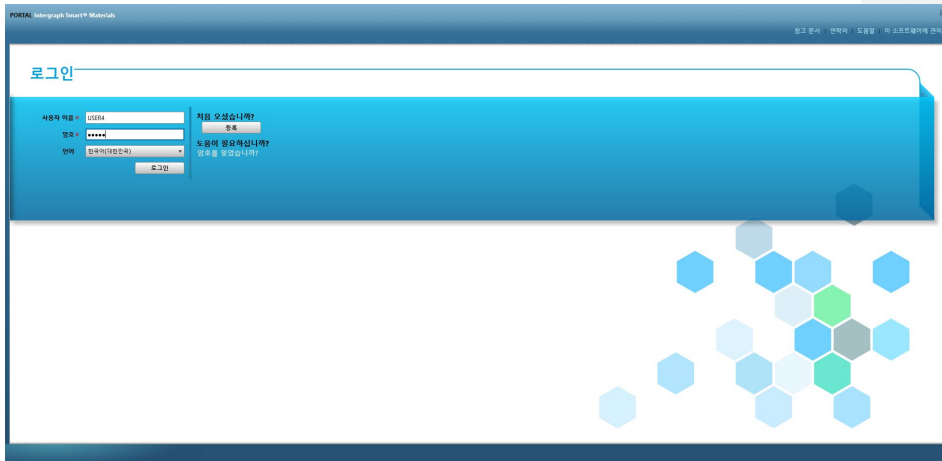 PORTAL Intergraph Smart® Materials
참고 문서 | 연락처 | 도움말 | 이 소프트웨어에 관하
로그인
사용자 이름 * USER4
암호 * •••••
언어 한국어(대한민국)
로그인
처음 오셨습니까?
등록
도움이 필요하십니까?
암호를 잊었습니까?